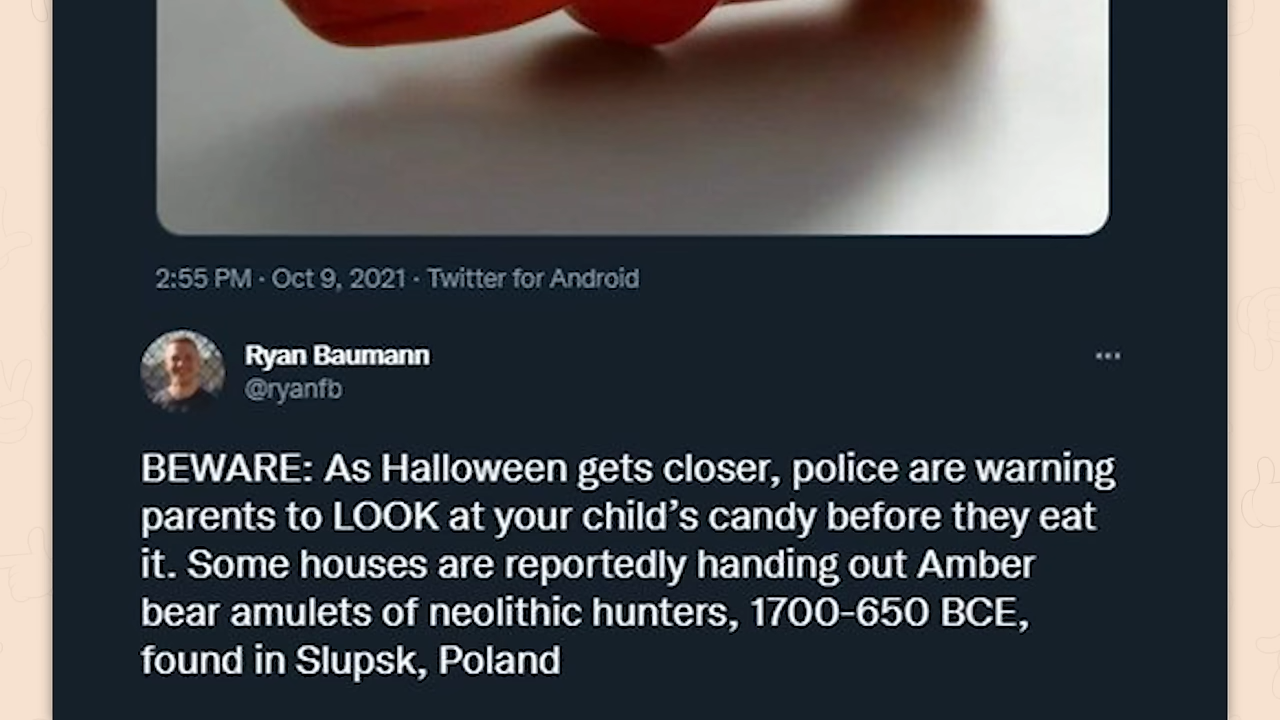 2:55 PM · Oct 9, 2021 · Twitter for Android
Ryan Baumann
@ryanfb
BEWARE: As Halloween gets closer, police are warning
parents to LOOK at your child’s candy before they eat
it. Some houses are reportedly handing out Amber
bear amulets of neolithic hunters, 1700-650 BCE,
found in Slupsk, Poland